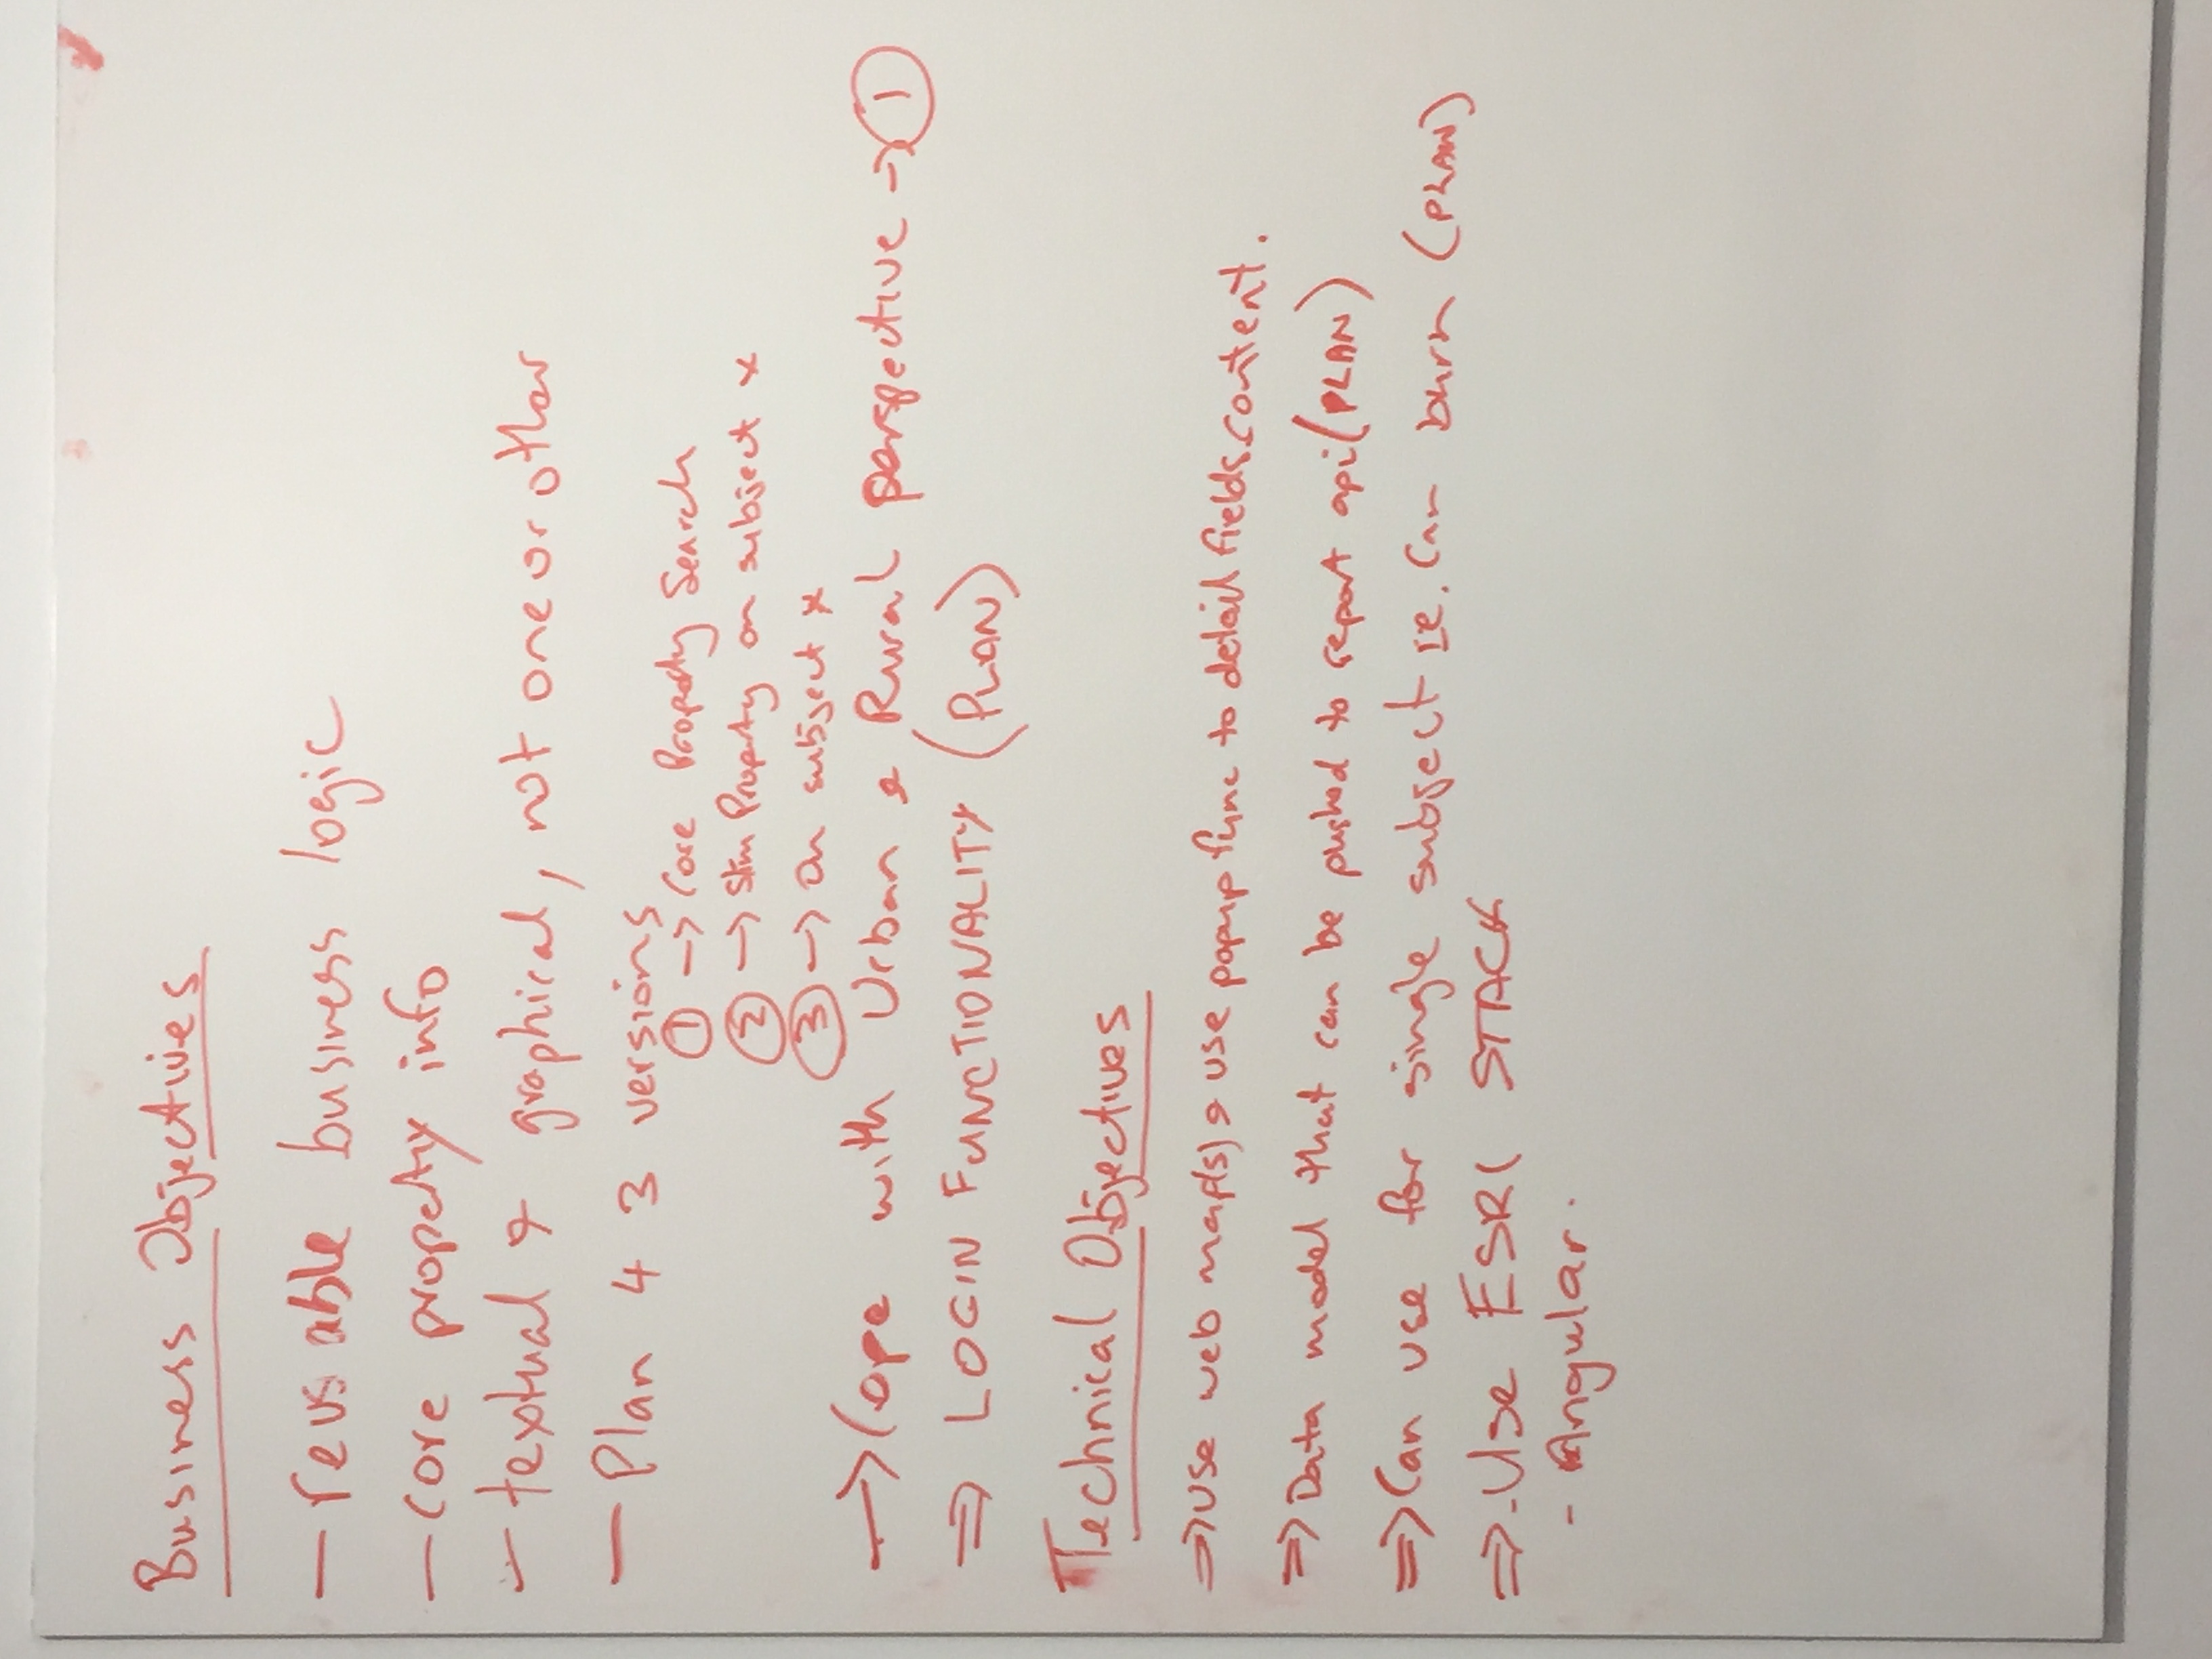 Business Objectives
- reusable business logic
- core property info
- textual & graphical, not one or other
- Plan 4 3 versions
① -> Core Property Search
② -> Slim Property on subject x
③ -> On subject x
-> Cope with Urban & Rural perspective -> ①
=> LOGIN FUNCTIONALITY (PLAN)
Technical Objectives
=> Use web map(s) & use popup func to detail fields content.
=> Data model that can be pushed to report api (PLAN)
=> Can use for single subject ie. Can burn (PLAN)
=> - Use ESRI STACK
- Angular.